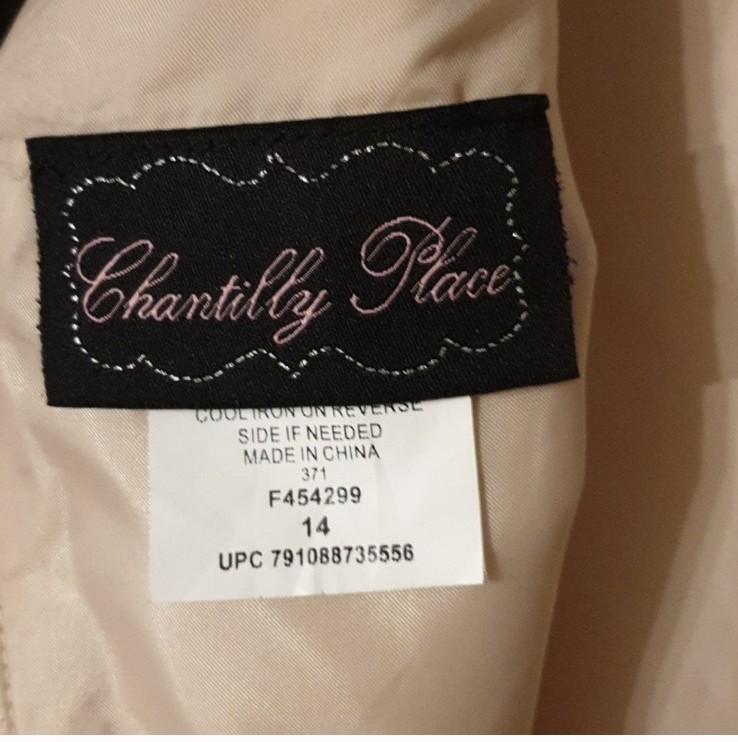 Chantilly Place
COOL IRON ON REVERSE
SIDE IF NEEDED
MADE IN CHINA
371
F454299
14
UPC 791088735556